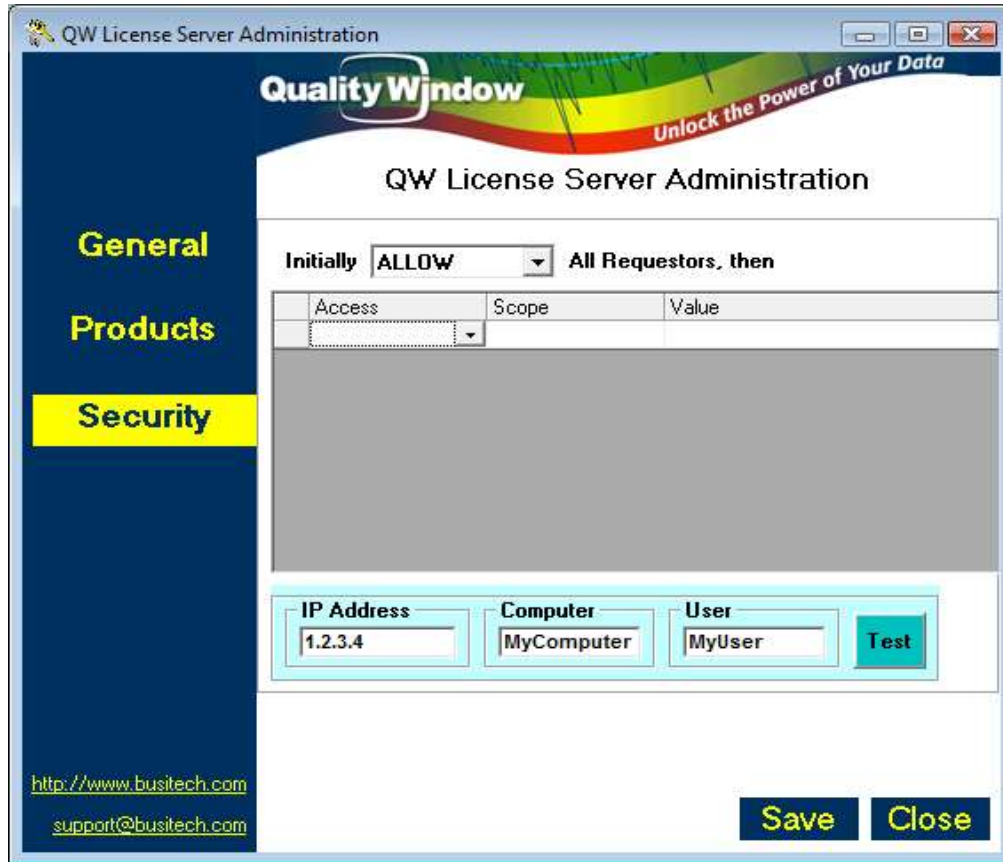 QW License Server Administration
Quality Window
Unlock the Power of Your Data
QW License Server Administration
General
Products
Security
Initially ALLOW All Requestors, then
Access Scope Value
IP Address Computer User
1.2.3.4 MyComputer MyUser Test
http://www.busitech.com
support@busitech.com
Save Close